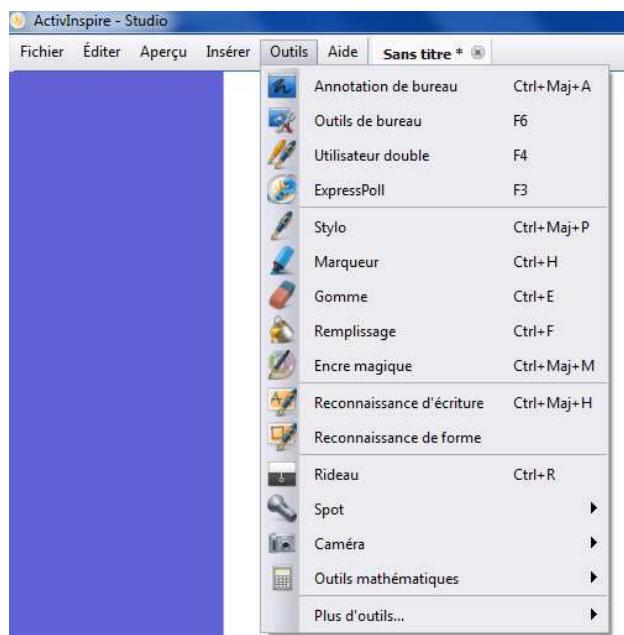 ActivInspire - Studio
Fichier Éditer Aperçu Insérer Outils Aide Sans titre *
Annotation de bureau Ctrl+Maj+A
Outils de bureau F6
Utilisateur double F4
ExpressPoll F3
Stylo Ctrl+Maj+P
Marqueur Ctrl+H
Gomme Ctrl+E
Remplissage Ctrl+F
Encre magique Ctrl+Maj+M
Reconnaissance d'écriture Ctrl+Maj+H
Reconnaissance de forme
Rideau Ctrl+R
Spot
Caméra
Outils mathématiques
Plus d'outils...